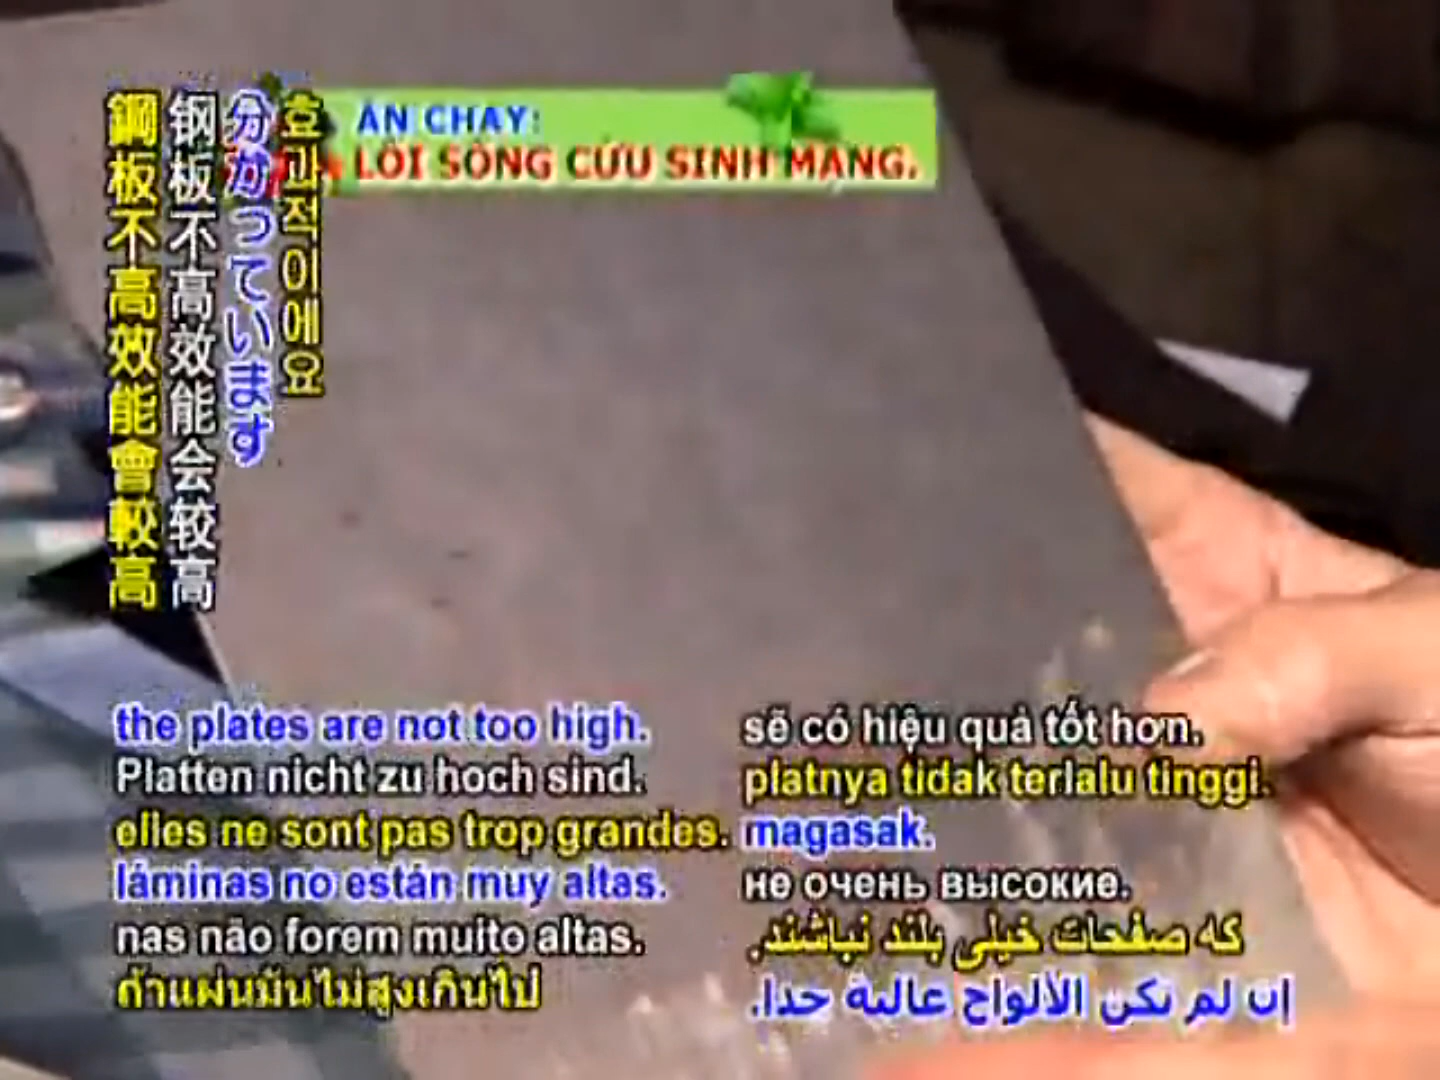 鋼板不高效能會較高
钢板不高效能会较高
分かっています
효과적이에요
ĂN CHAY:
LỐI SỐNG CỨU SINH MẠNG.
the plates are not too high.
Platten nicht zu hoch sind.
elles ne sont pas trop grandes.
láminas no están muy altas.
nas não forem muito altas.
ถ้าแผ่นมันไม่สูงเกินไป
sẽ có hiệu quả tốt hơn.
platnya tidak terlalu tinggi.
magasak.
не очень высокие.
که صفحات خیلی بلند نباشند.
إن لم تكن الألواح عالية جدا.